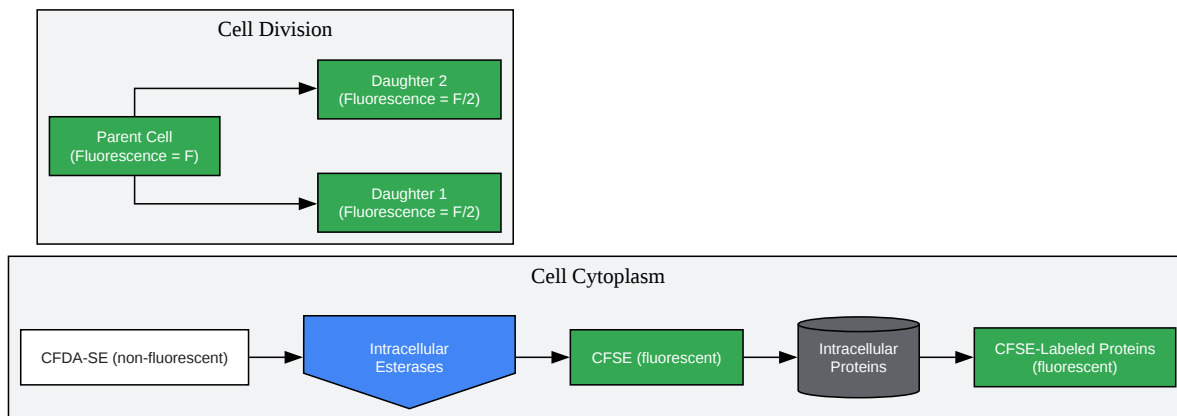 Cell Division
Daughter 2
(Fluorescence = F/2)
Parent Cell
(Fluorescence = F)
Daughter 1
(Fluorescence = F/2)
Cell Cytoplasm
CFDA-SE (non-fluorescent)
Intracellular
Esterases
CFSE (fluorescent)
Intracellular
Proteins
CFSE-Labeled Proteins
(fluorescent)